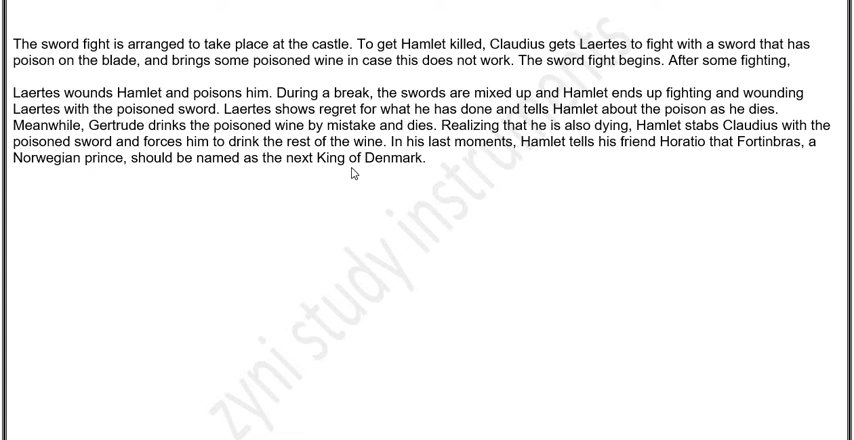 The sword fight is arranged to take place at the castle. To get Hamlet killed, Claudius gets Laertes to fight with a sword that has
poison on the blade, and brings some poisoned wine in case this does not work. The sword fight begins. After some fighting,
Laertes wounds Hamlet and poisons him. During a break, the swords are mixed up and Hamlet ends up fighting and wounding
Laertes with the poisoned sword. Laertes shows regret for what he has done and tells Hamlet about the poison as he dies.
Meanwhile, Gertrude drinks the poisoned wine by mistake and dies. Realizing that he is also dying, Hamlet stabs Claudius with the
poisoned sword and forces him to drink the rest of the wine. In his last moments, Hamlet tells his friend Horatio that Fortinbras, a
Norwegian prince, should be named as the next King of Denmark.
zyni study instruments